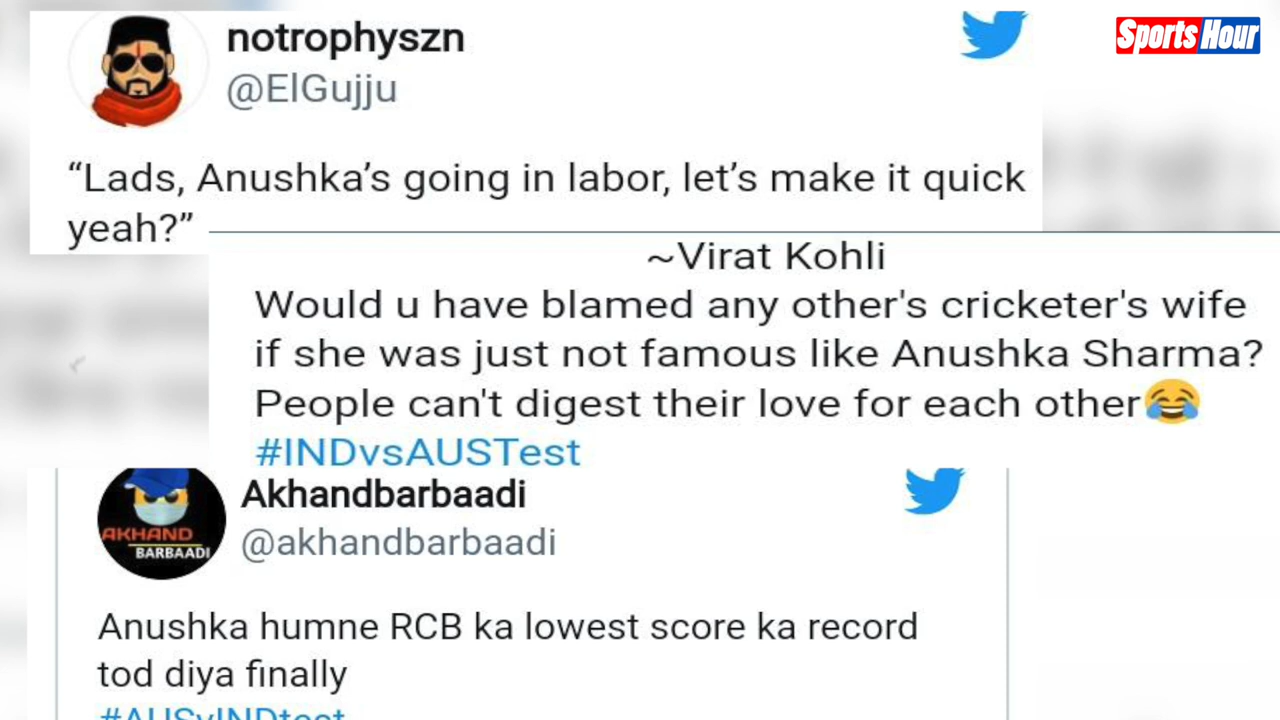 notrophyszn
Sports Hour
@ElGujju
“Lads, Anushka’s going in labor, let’s make it quick
yeah?”
~Virat Kohli
Would u have blamed any other's cricketer's wife
if she was just not famous like Anushka Sharma?
People can't digest their love for each other😂
#INDvsAUSTest
AKHAND
BARBAADI
Akhandbarbaadi
@akhandbarbaadi
Anushka humne RCB ka lowest score ka record
tod diya finally
#AUSvINDtest